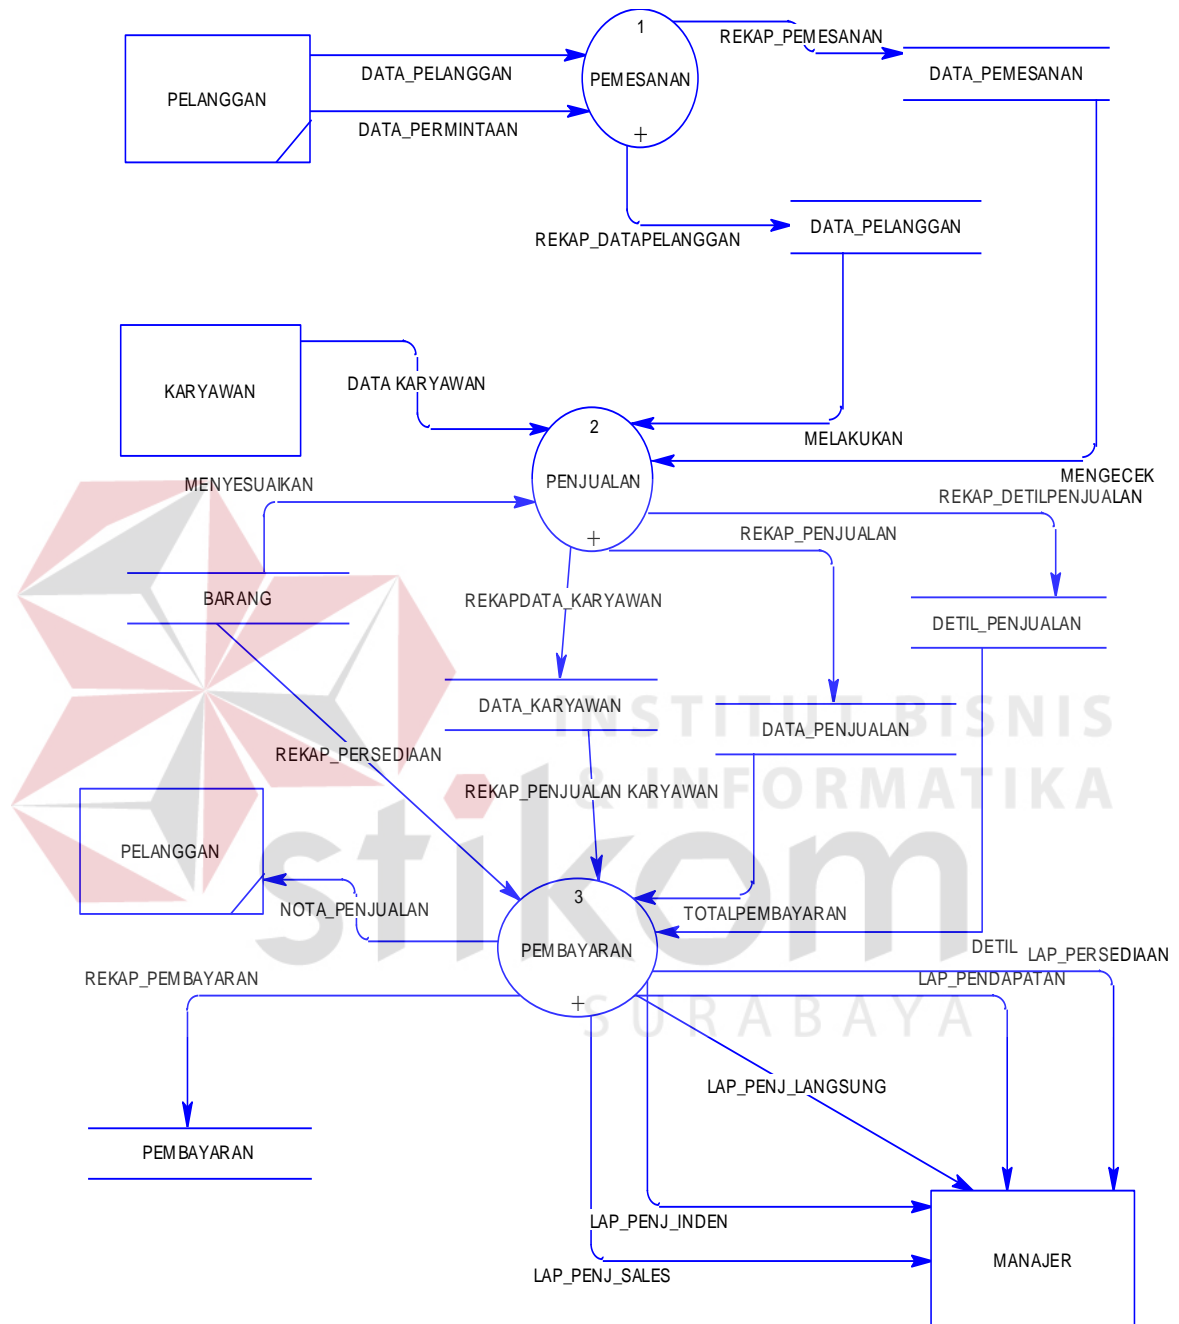 1
REKAP_PEMESANAN
DATA_PELANGGAN
PEMESANAN
DATA_PEMESANAN
PELANGGAN
DATA_PERMINTAAN
+
REKAP_DATAPELANGGAN
DATA_PELANGGAN
KARYAWAN
DATA KARYAWAN
2
MELAKUKAN
MENGECEK
MENYESUAIKAN
PENJUALAN
REKAP_DETILPENJUALAN
+
REKAP_PENJUALAN
BARANG
REKAPDATA_KARYAWAN
DETIL_PENJUALAN
DATA_KARYAWAN
INSTITUT BISNIS
DATA_PENJUALAN
REKAP_PERSEDIAAN
REKAP_PENJUALAN KARYAWAN
& INFORMATIKA
PELANGGAN
stikom
3
NOTA_PENJUALAN
TOTALPEMBAYARAN
PEMBAYARAN
DETIL
LAP_PERSEDIAAN
REKAP_PEMBAYARAN
LAP_PENDAPATAN
+
SURABAYA
LAP_PENJ_LANGSUNG
PEMBAYARAN
LAP_PENJ_INDEN
MANAJER
LAP_PENJ_SALES